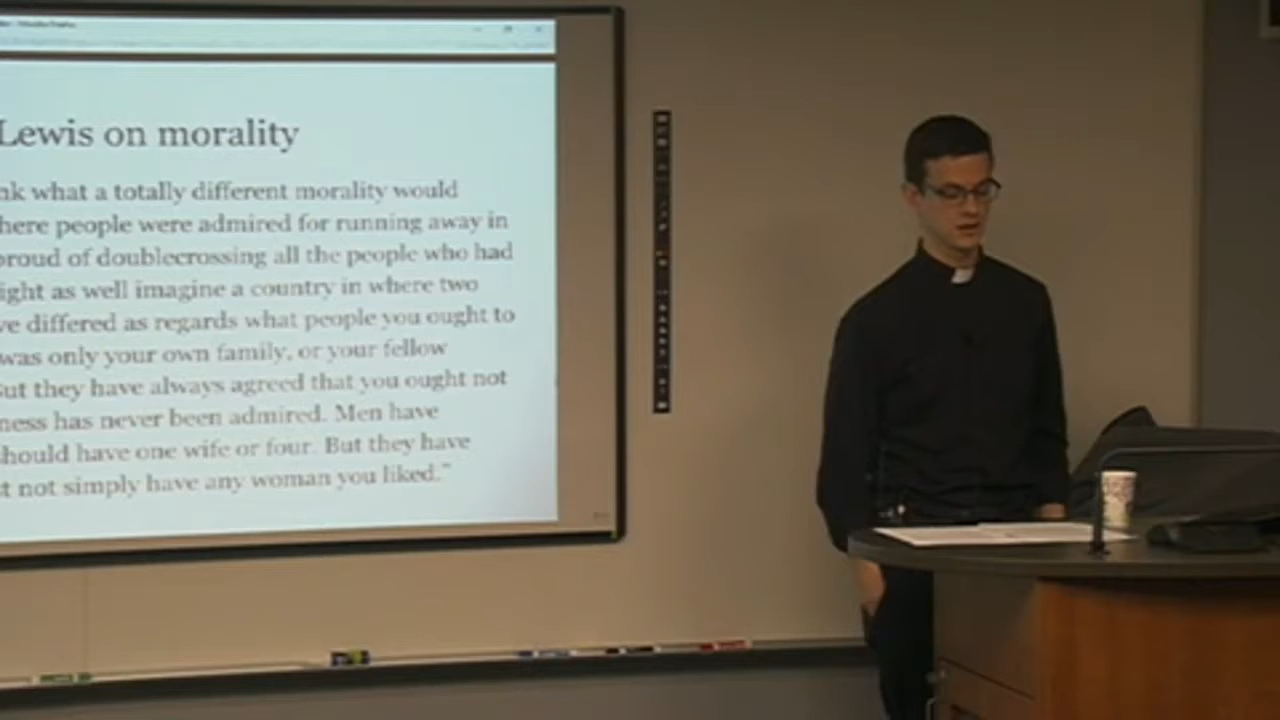 Lewis on morality
nk what a totally different morality would
here people were admired for running away in
proud of doublecrossing all the people who had
ight as well imagine a country in where two
ve differed as regards what people you ought to
was only your own family, or your fellow
But they have always agreed that you ought not
ness has never been admired. Men have
should have one wife or four. But they have
t not simply have any woman you liked."